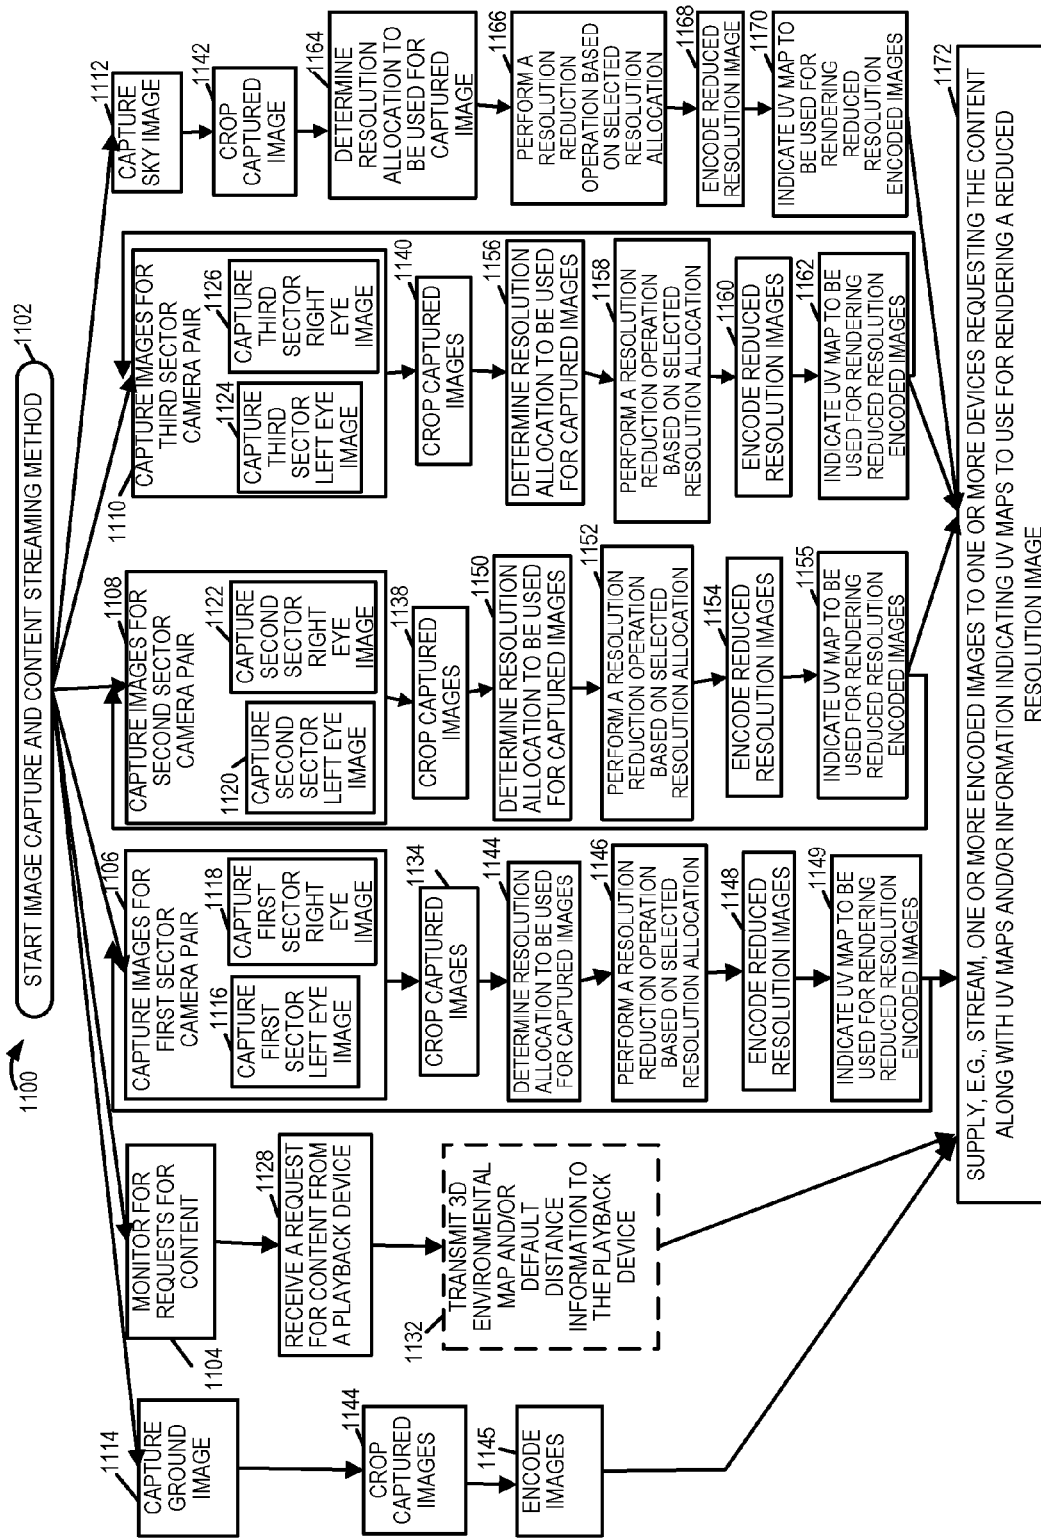 1100
START IMAGE CAPTURE AND CONTENT STREAMING METHOD
1102
1114
CAPTURE
GROUND
IMAGE
1144
CROP
CAPTURED
IMAGES
1145
ENCODE
IMAGES
MONITOR FOR
REQUESTS FOR
CONTENT
1104
1128
RECEIVE A REQUEST
FOR CONTENT FROM
A PLAYBACK DEVICE
1132
TRANSMIT 3D
ENVIRONMENTAL
MAP AND/OR
DEFAULT
DISTANCE
INFORMATION TO
THE PLAYBACK
DEVICE
1106
CAPTURE IMAGES FOR
FIRST SECTOR
CAMERA PAIR
1116
CAPTURE
FIRST
SECTOR
LEFT EYE
IMAGE
1118
CAPTURE
FIRST
SECTOR
RIGHT
EYE
IMAGE
1134
CROP CAPTURED
IMAGES
1144
DETERMINE RESOLUTION
ALLOCATION TO BE USED
FOR CAPTURED IMAGES
1146
PERFORM A RESOLUTION
REDUCTION OPERATION
BASED ON SELECTED
RESOLUTION ALLOCATION
1148
ENCODE REDUCED
RESOLUTION IMAGES
1149
INDICATE UV MAP TO BE
USED FOR RENDERING
REDUCED RESOLUTION
ENCODED IMAGES
1108
CAPTURE IMAGES FOR
SECOND SECTOR
CAMERA PAIR
1120
CAPTURE
SECOND
SECTOR
LEFT EYE
IMAGE
1122
CAPTURE
SECOND
SECTOR
RIGHT
EYE
IMAGE
1138
CROP CAPTURED
IMAGES
1150
DETERMINE RESOLUTION
ALLOCATION TO BE USED
FOR CAPTURED IMAGES
1152
PERFORM A RESOLUTION
REDUCTION OPERATION
BASED ON SELECTED
RESOLUTION ALLOCATION
1154
ENCODE REDUCED
RESOLUTION IMAGES
1155
INDICATE UV MAP TO BE
USED FOR RENDERING
REDUCED RESOLUTION
ENCODED IMAGES
1110
CAPTURE IMAGES FOR
THIRD SECTOR
CAMERA PAIR
1124
CAPTURE
THIRD
SECTOR
LEFT EYE
IMAGE
1126
CAPTURE
THIRD
SECTOR
RIGHT
EYE
IMAGE
1140
CROP CAPTURED
IMAGES
1156
DETERMINE RESOLUTION
ALLOCATION TO BE USED
FOR CAPTURED IMAGES
1158
PERFORM A RESOLUTION
REDUCTION OPERATION
BASED ON SELECTED
RESOLUTION ALLOCATION
1160
ENCODE REDUCED
RESOLUTION IMAGES
1162
INDICATE UV MAP TO BE
USED FOR RENDERING
REDUCED RESOLUTION
ENCODED IMAGES
1112
CAPTURE
SKY IMAGE
1142
CROP
CAPTURED
IMAGE
1164
DETERMINE
RESOLUTION
ALLOCATION TO
BE USED FOR
CAPTURED
IMAGE
1166
PERFORM A
RESOLUTION
REDUCTION
OPERATION BASED
ON SELECTED
RESOLUTION
ALLOCATION
1168
ENCODE REDUCED
RESOLUTION IMAGE
1170
INDICATE UV MAP TO
BE USED FOR
RENDERING
REDUCED
RESOLUTION
ENCODED IMAGES
1172
SUPPLY, E.G., STREAM, ONE OR MORE ENCODED IMAGES TO ONE OR MORE DEVICES REQUESTING THE CONTENT
ALONG WITH UV MAPS AND/OR INFORMATION INDICATING UV MAPS TO USE FOR RENDERING A REDUCED
RESOLUTION IMAGE